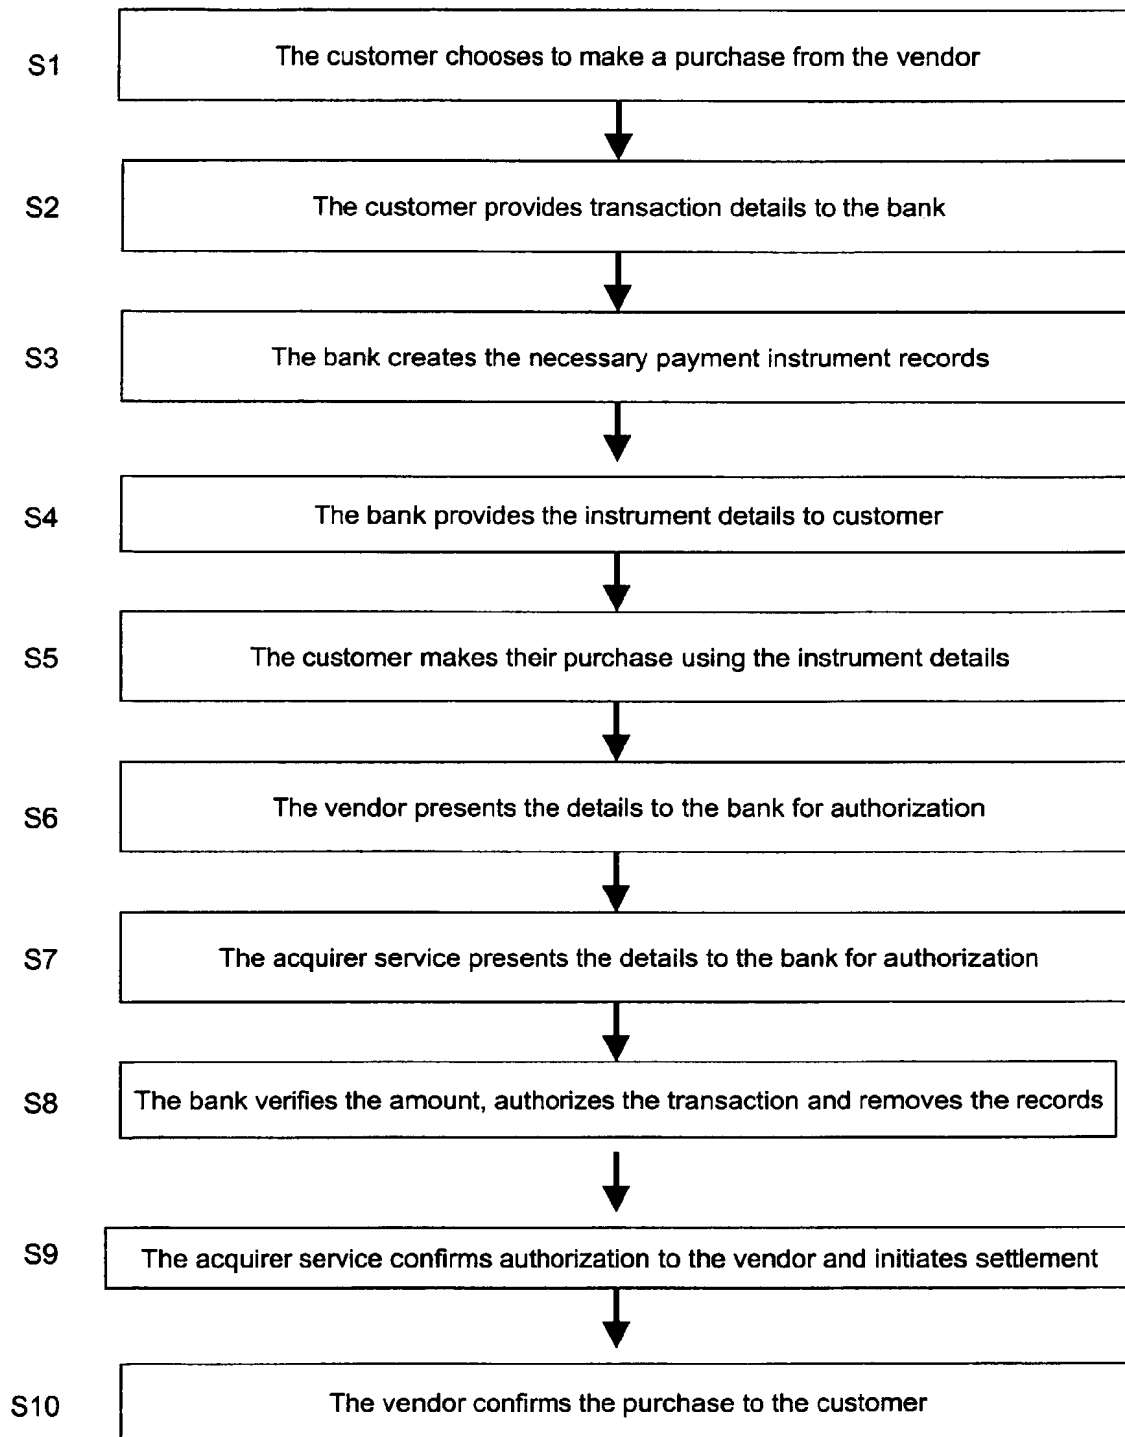 S1 The customer chooses to make a purchase from the vendor
S2 The customer provides transaction details to the bank
S3 The bank creates the necessary payment instrument records
S4 The bank provides the instrument details to customer
S5 The customer makes their purchase using the instrument details
S6 The vendor presents the details to the bank for authorization
S7 The acquirer service presents the details to the bank for authorization
S8 The bank verifies the amount, authorizes the transaction and removes the records
S9 The acquirer service confirms authorization to the vendor and initiates settlement
S10 The vendor confirms the purchase to the customer